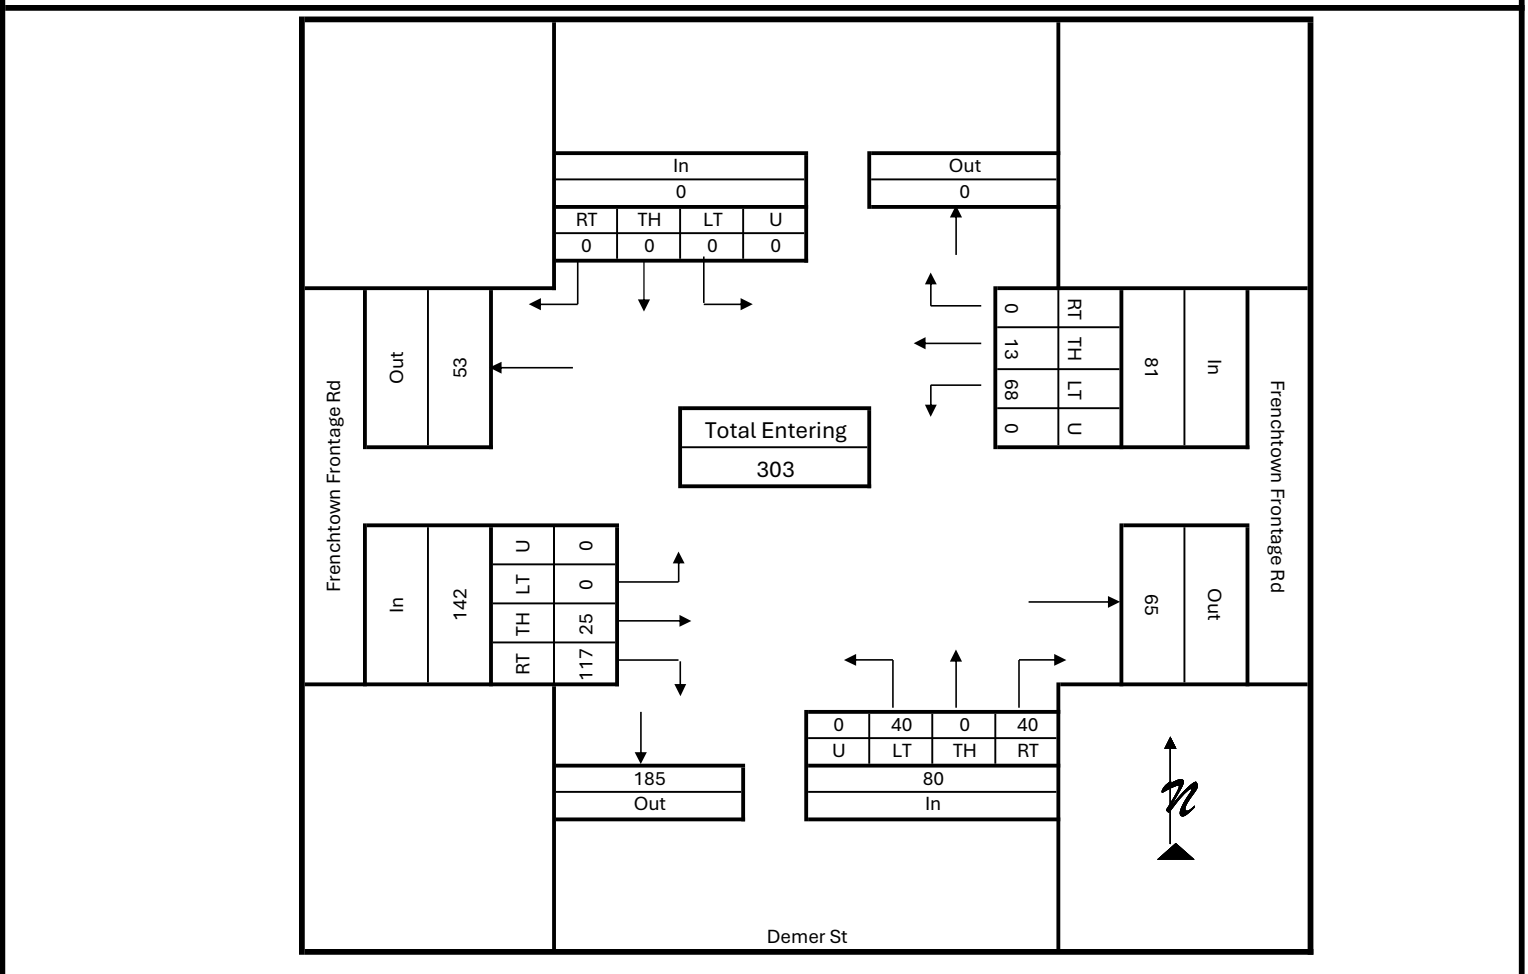 In
0
RT TH LT U
0 0 0 0
Out
0
Frenchtown Frontage Rd
Out
53
0 RT
13 TH
68 LT
0 U
81
In
Frenchtown Frontage Rd
Total Entering
303
In
142
U 0
LT 0
TH 25
RT 117
65
Out
185
Out
0 40 0 40
U LT TH RT
80
In
n
Demer St